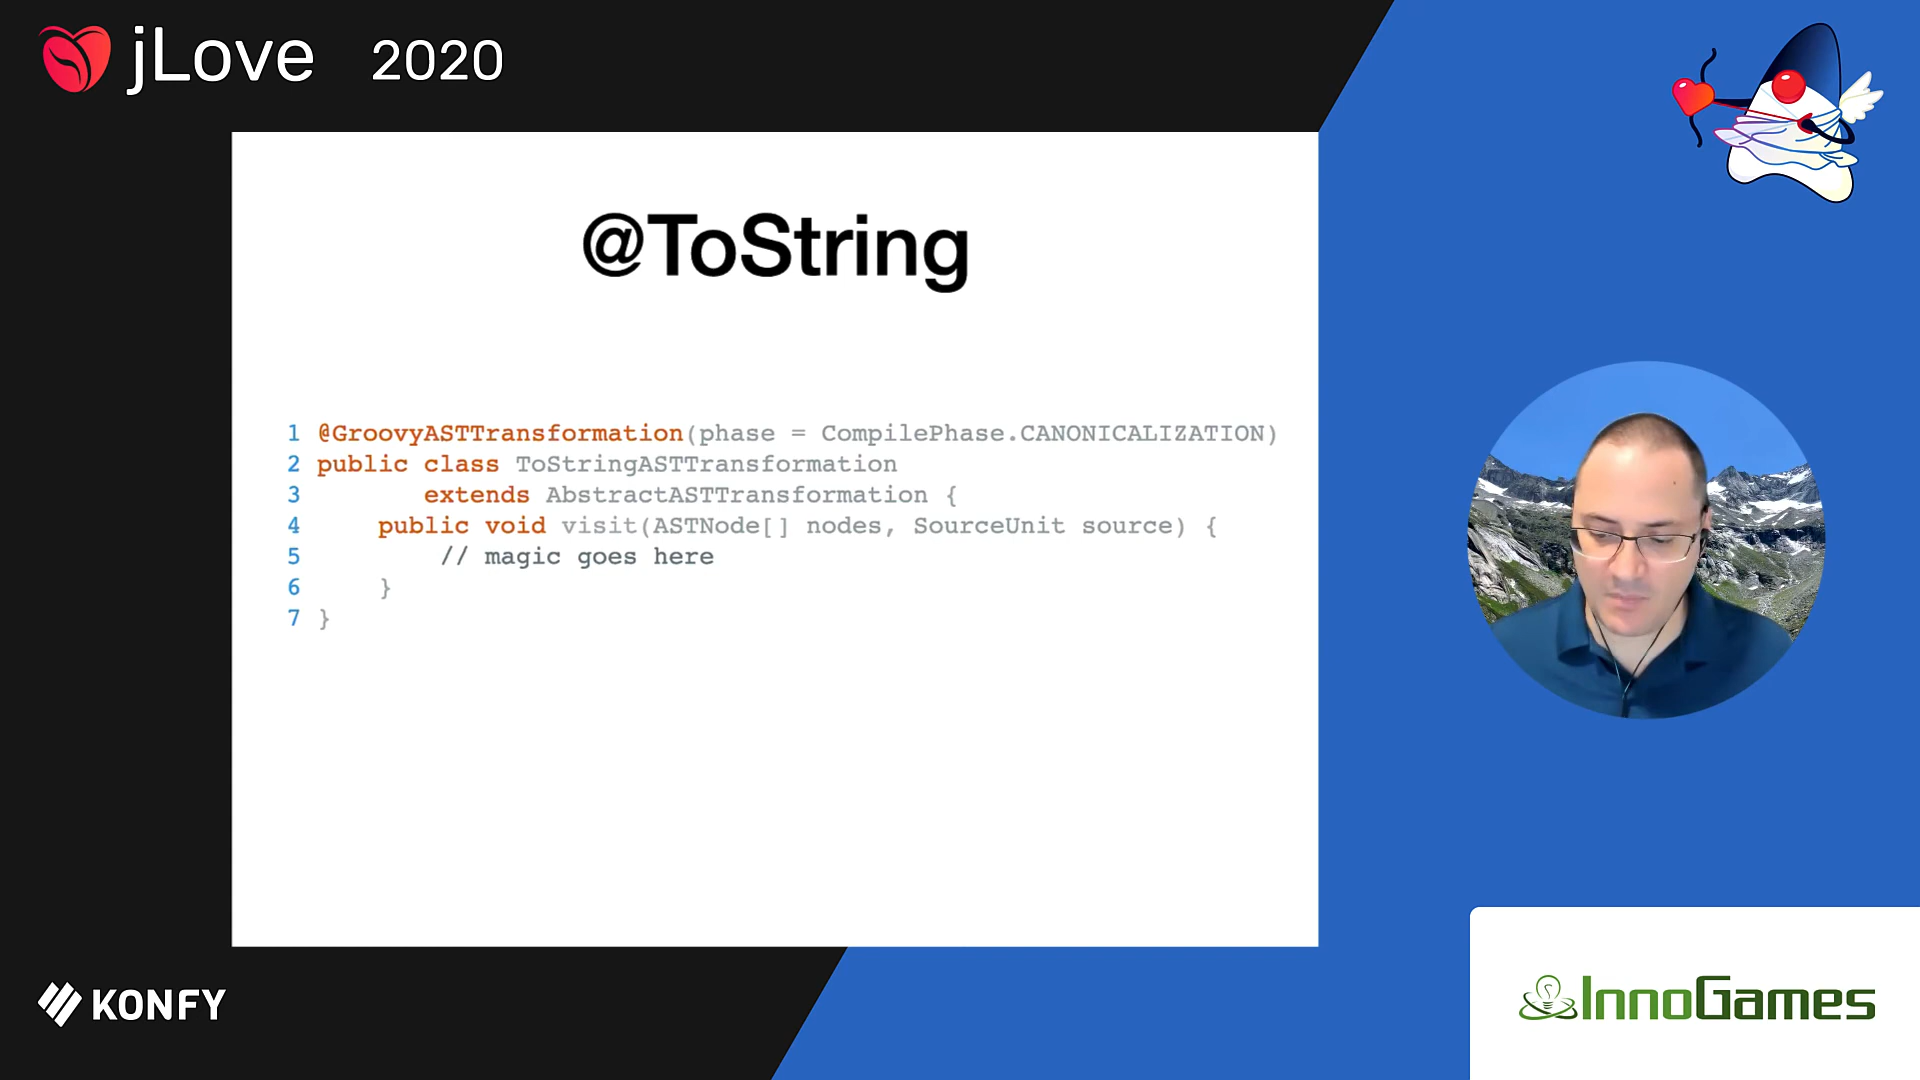 jLove 2020
@ToString
1 @GroovyASTTransformation(phase = CompilePhase.CANONICALIZATION)
2 public class ToStringASTTransformation
3 extends AbstractASTTransformation {
4 public void visit(ASTNode[] nodes, SourceUnit source) {
5 // magic goes here
6 }
7 }
KONFY
InnoGames